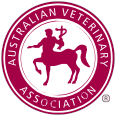 AUSTRALIAN VETERINARY
ASSOCIATION
®